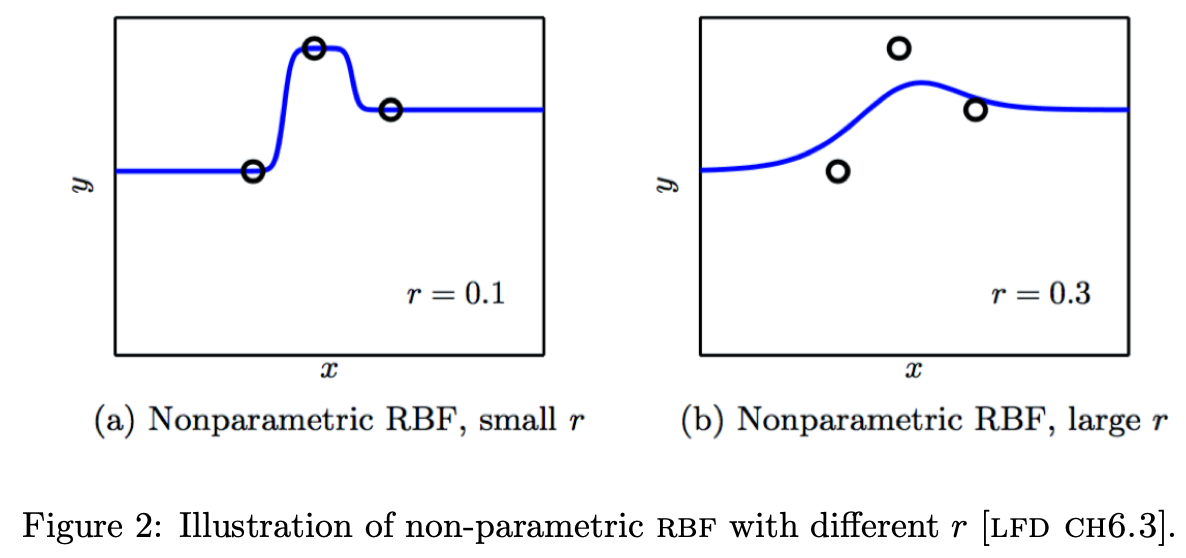 y
r = 0.1
x
(a) Nonparametric RBF, small r
y
r = 0.3
x
(b) Nonparametric RBF, large r
Figure 2: Illustration of non-parametric RBF with different r [LFD CH6.3].